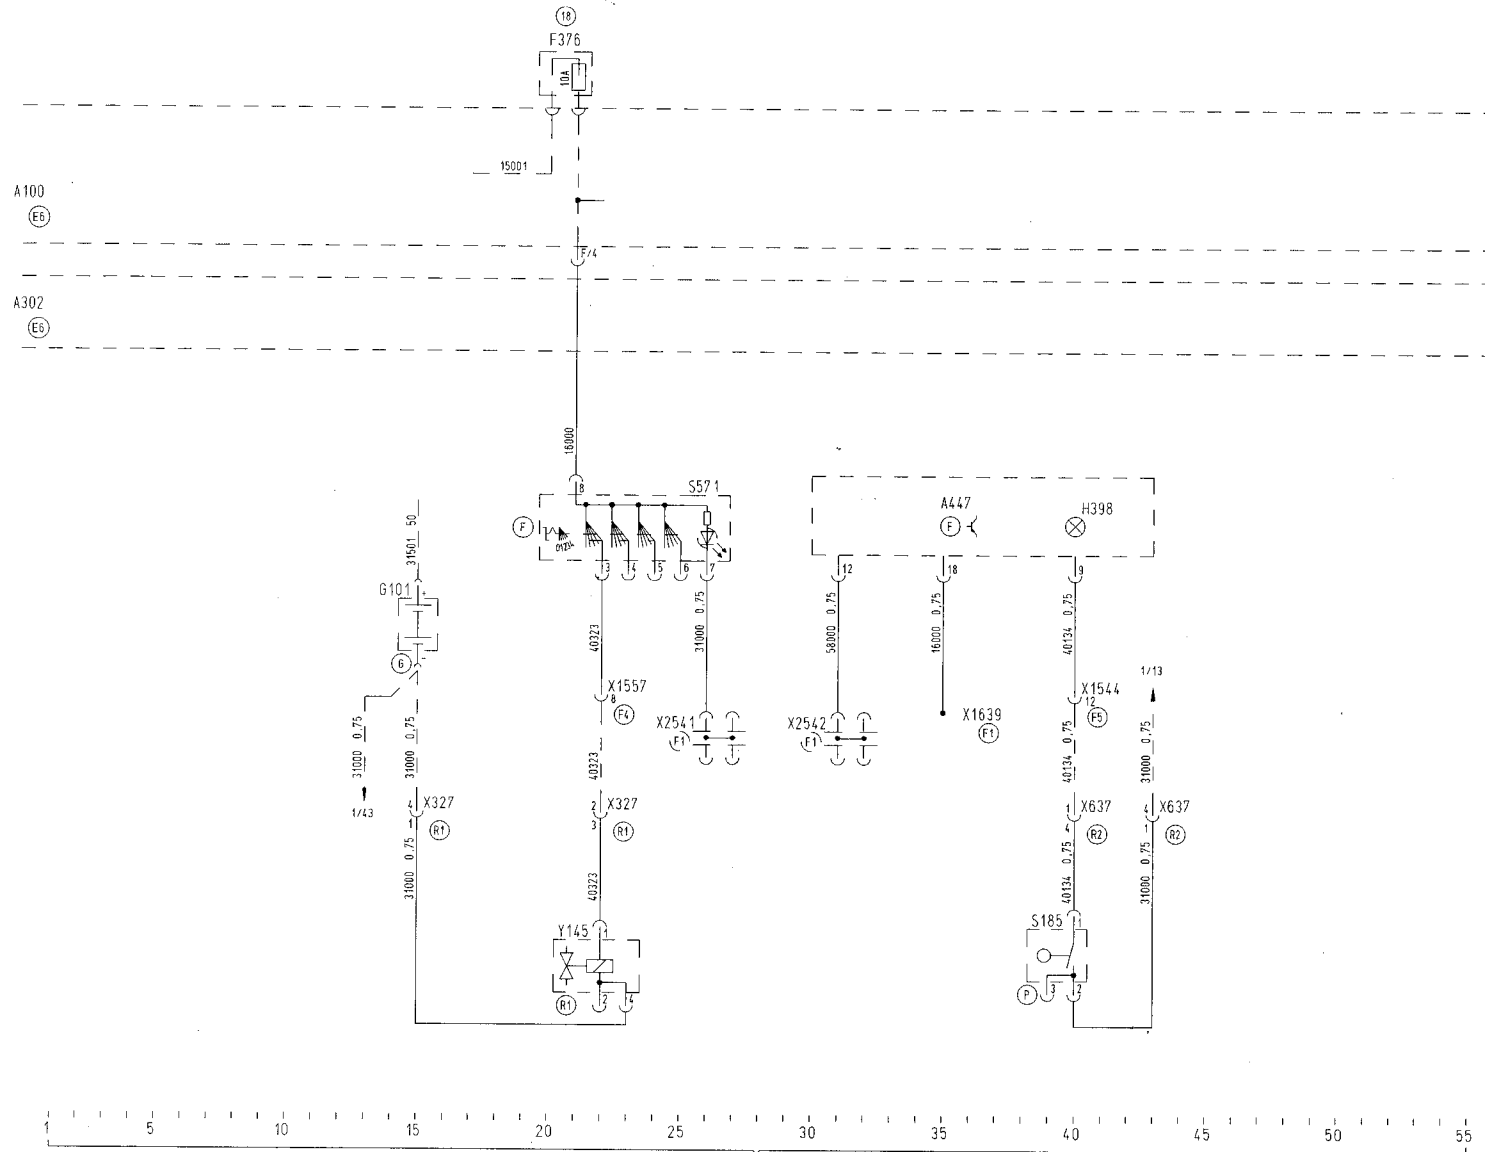 18
F376
10A
15001
A100
E6
F/4
A302
E6
16000
8
S571
F
01234
3 4 5 6 7
A447
F
H398
12 18 9
31501 50
G101
+
-
G
31000 0.75
1/43
31000 0.75
4 X327
1 R1
31000 0.75
40323
X1557
8
F4
40323
2 X327
3 R1
40323
31000 0.75
X2541
F1
58000 0.75
X2542
F1
16000 0.75
X1639
F1
40134 0.75
X1544
12
F5
40134 0.75
1 X637
4 R2
40134 0.75
1/13
31000 0.75
4 X637
1 R2
31000 0.75
Y145
1
2 4
R1
S185
1
3 2
P
1 5 10 15 20 25 30 35 40 45 50 55